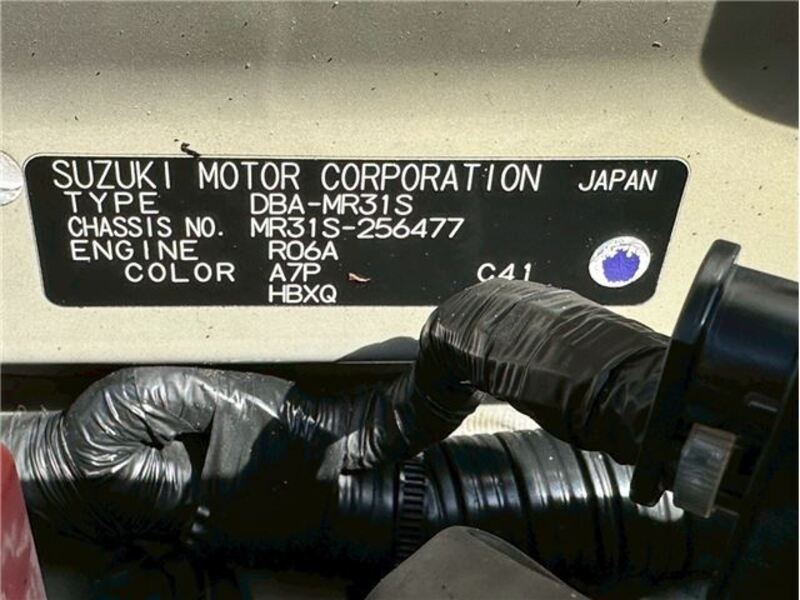 SUZUKI MOTOR CORPORATION JAPAN
TYPE DBA-MR31S
CHASSIS NO. MR31S-256477
ENGINE R06A
COLOR A7P C41
HBXQ